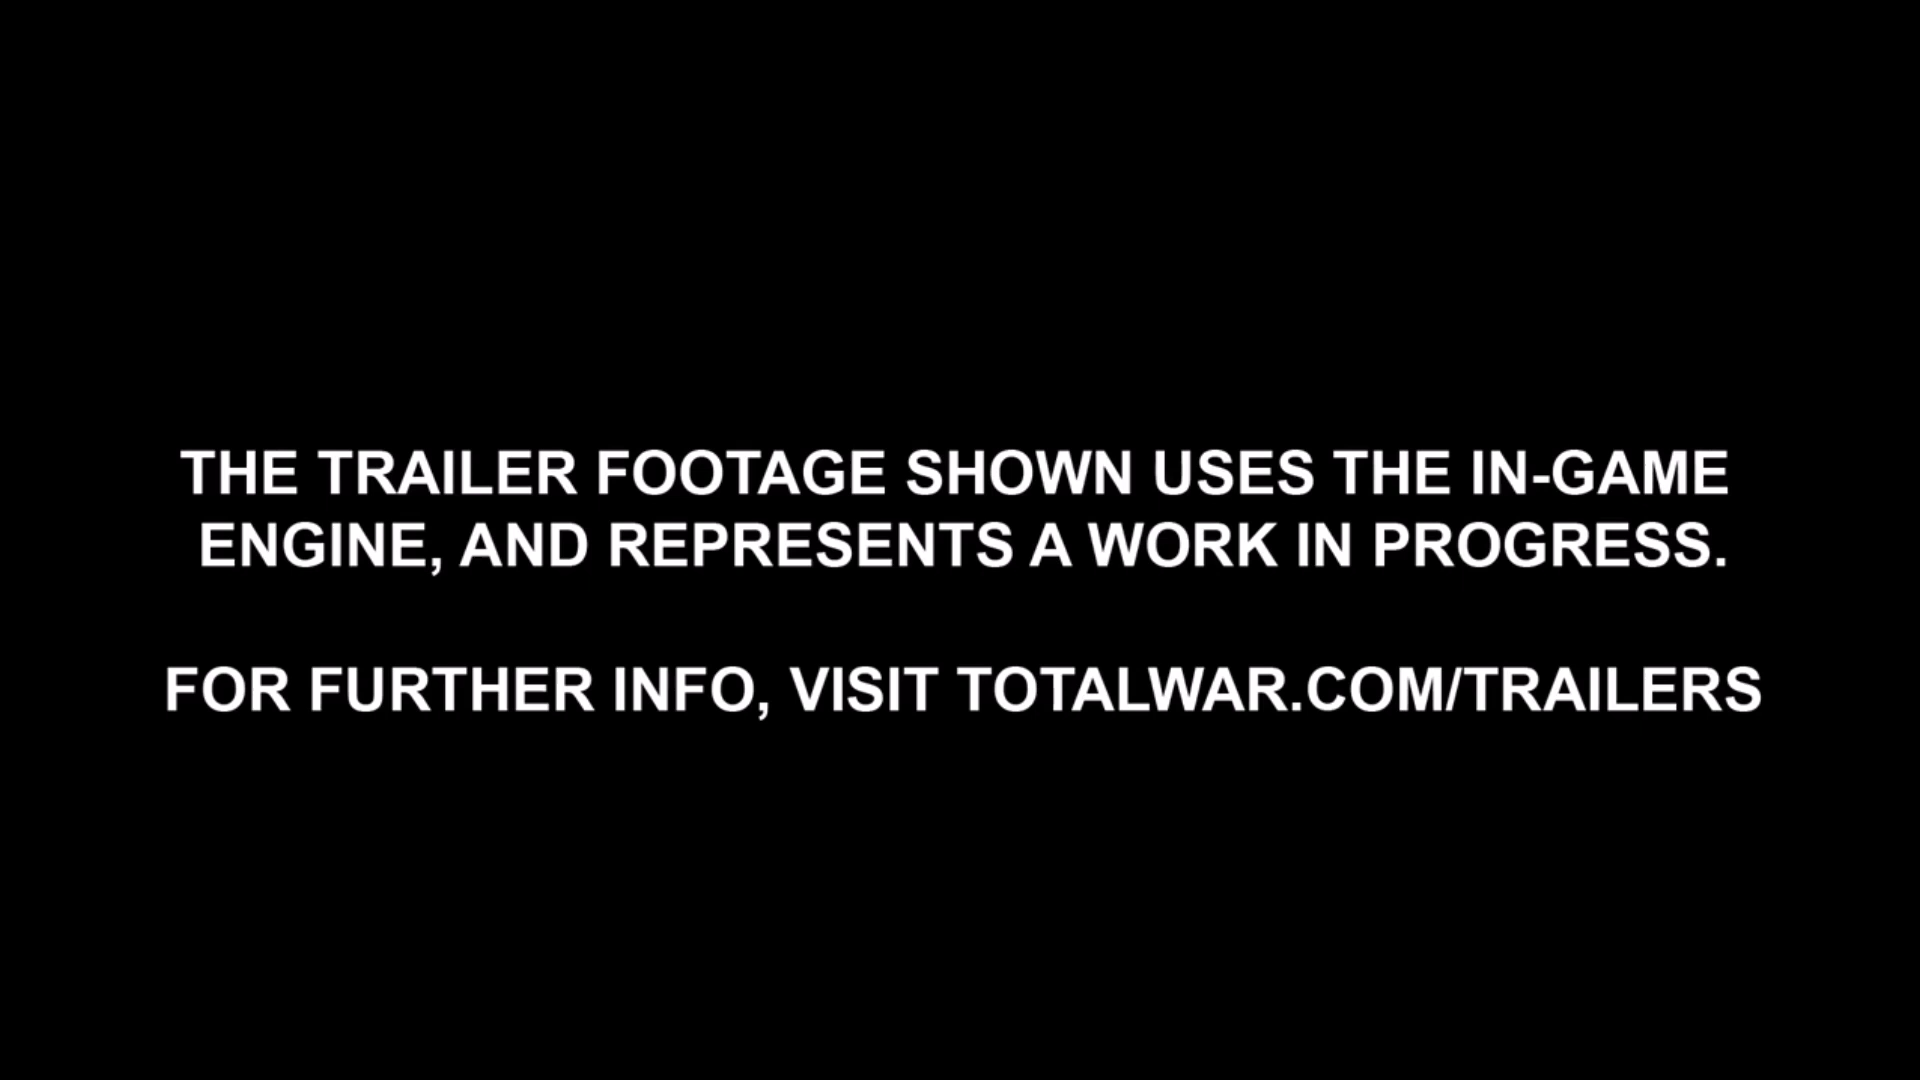 THE TRAILER FOOTAGE SHOWN USES THE IN-GAME
ENGINE, AND REPRESENTS A WORK IN PROGRESS.
FOR FURTHER INFO, VISIT TOTALWAR.COM/TRAILERS